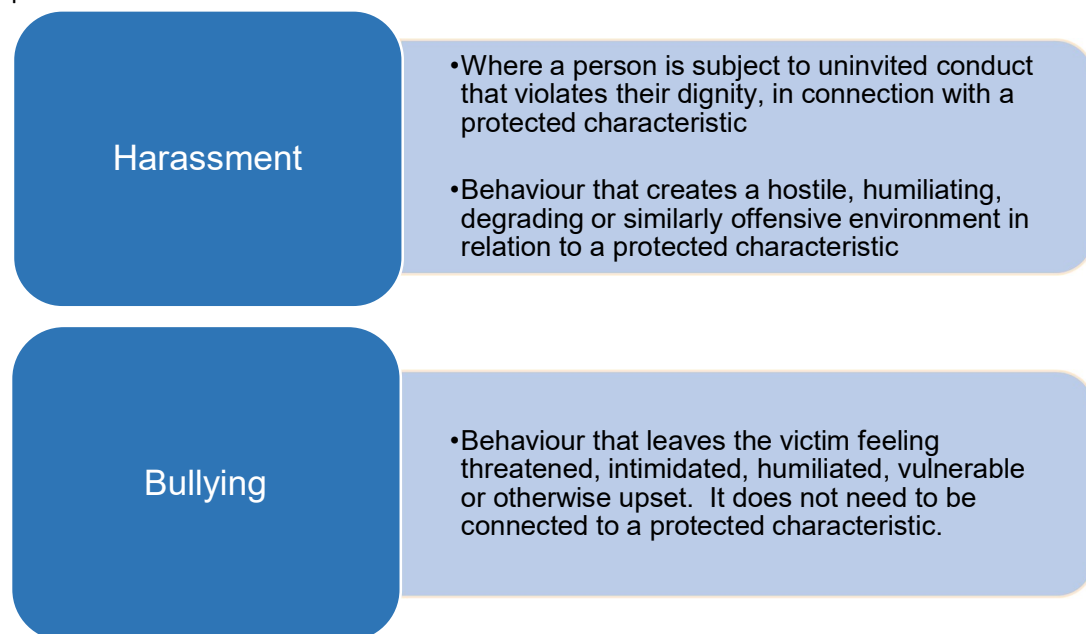 Harassment
•Where a person is subject to uninvited conduct
that violates their dignity, in connection with a
protected characteristic
•Behaviour that creates a hostile, humiliating,
degrading or similarly offensive environment in
relation to a protected characteristic
Bullying
•Behaviour that leaves the victim feeling
threatened, intimidated, humiliated, vulnerable
or otherwise upset.  It does not need to be
connected to a protected characteristic.